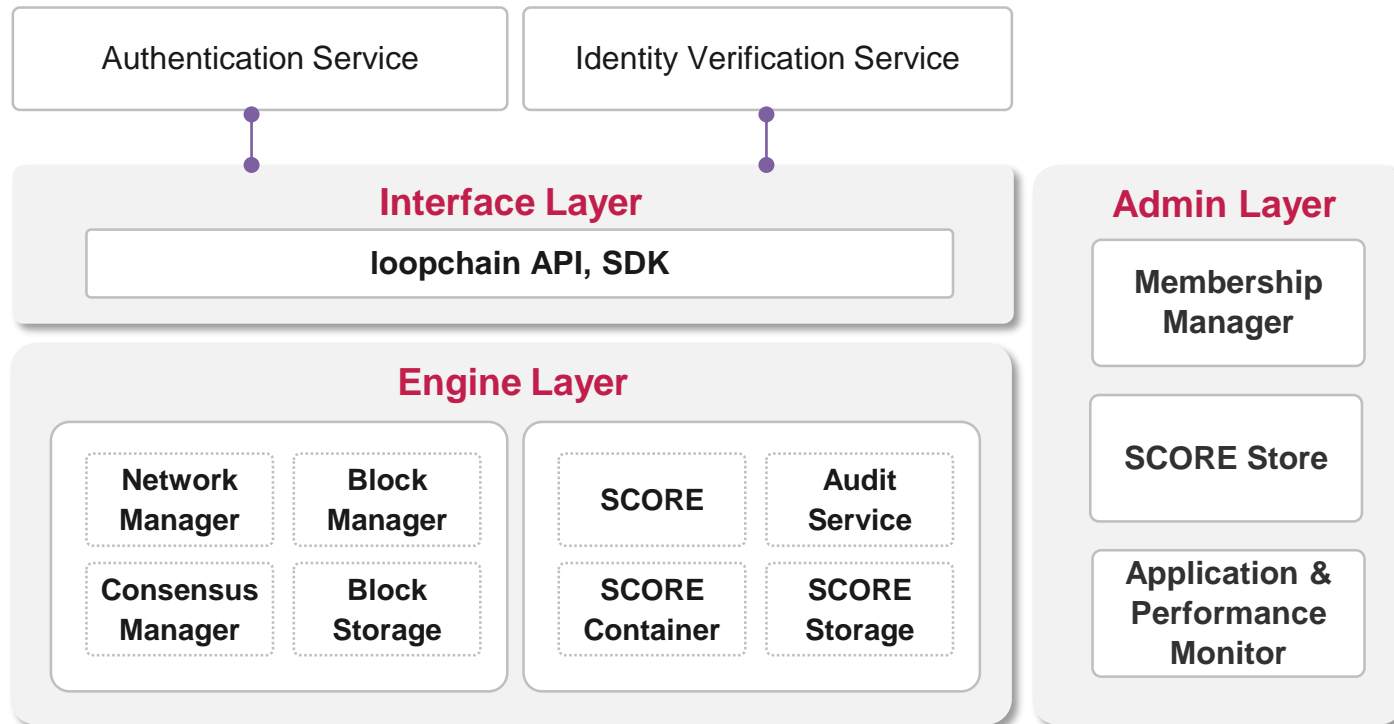 Authentication Service
Identity Verification Service
Interface Layer
loopchain API, SDK
Engine Layer
Network
Manager
Block
Manager
Consensus
Manager
Block
Storage
SCORE
Audit
Service
SCORE
Container
SCORE
Storage
Admin Layer
Membership
Manager
SCORE Store
Application &
Performance
Monitor